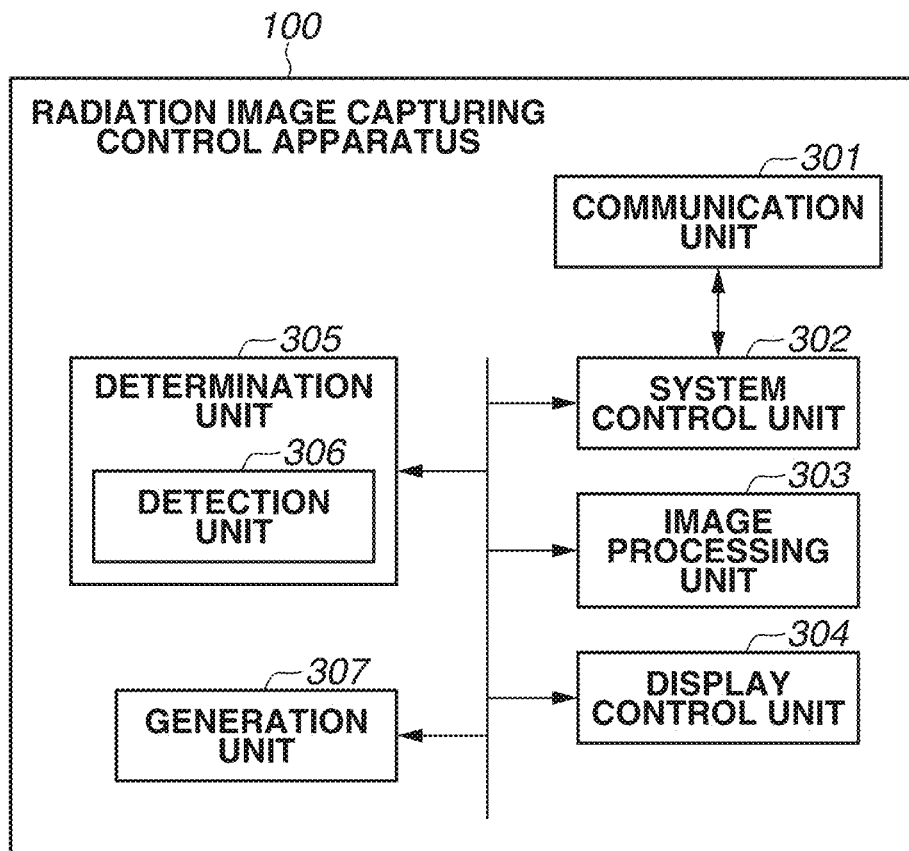 100
RADIATION IMAGE CAPTURING
CONTROL APPARATUS
301
COMMUNICATION
UNIT
305
DETERMINATION
UNIT
306
DETECTION
UNIT
302
SYSTEM
CONTROL UNIT
303
IMAGE
PROCESSING
UNIT
304
DISPLAY
CONTROL UNIT
307
GENERATION
UNIT